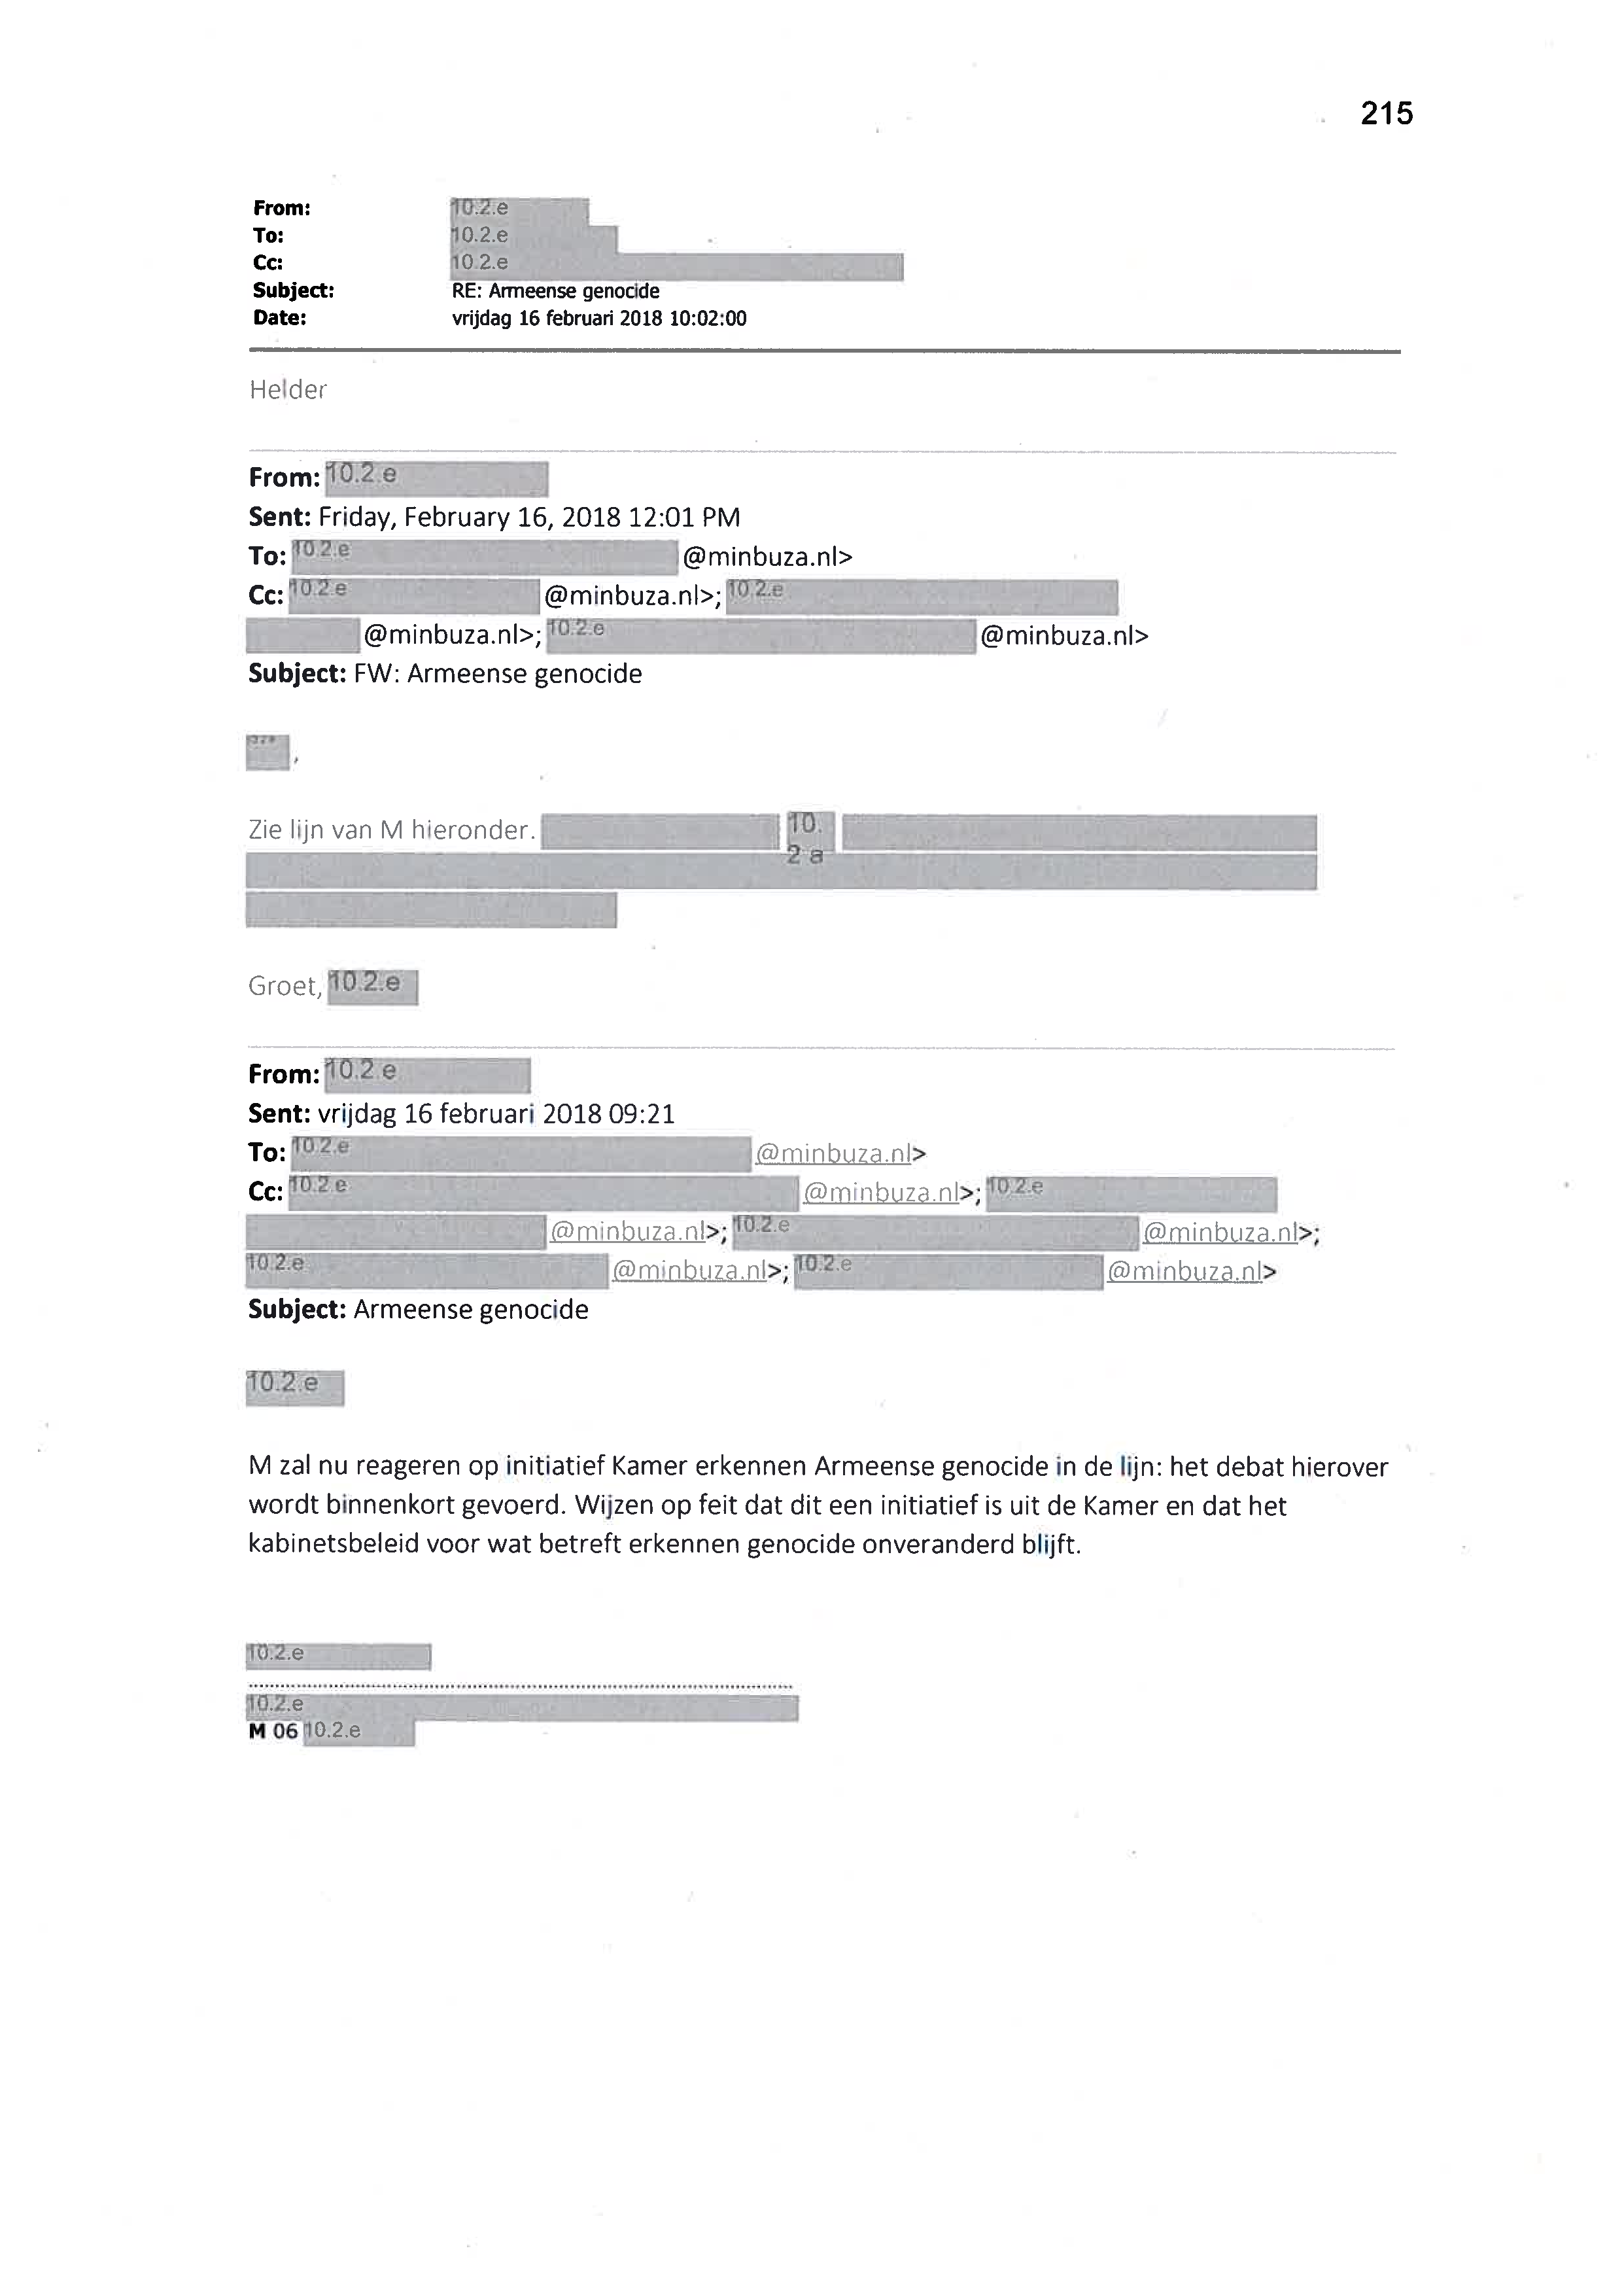 215
From: 10.2.e
To: 10.2.e
Cc: 10.2.e
Subject: RE: Armeense genocide
Date: vrijdag 16 februari 2018 10:02:00
Helder
From: 10.2.e
Sent: Friday, February 16, 2018 12:01 PM
To: 10.2.e @minbuza.nl>
Cc: 10.2.e @minbuza.nl>; 10.2.e
@minbuza.nl>; 10.2.e @minbuza.nl>
Subject: FW: Armeense genocide
,
Zie lijn van M hieronder. 10.
2 a
Groet, 10.2.e
From: 10.2.e
Sent: vrijdag 16 februari 2018 09:21
To: 10.2.e @minbuza.nl>
Cc: 10.2.e @minbuza.nl>; 10.2.e
@minbuza.nl>; 10.2.e @minbuza.nl>;
10.2.e @minbuza.nl>; 10.2.e @minbuza.nl>
Subject: Armeense genocide
10.2.e
M zal nu reageren op initiatief Kamer erkennen Armeense genocide in de lijn: het debat hierover
wordt binnenkort gevoerd. Wijzen op feit dat dit een initiatief is uit de Kamer en dat het
kabinetsbeleid voor wat betreft erkennen genocide onveranderd blijft.
10.2.e
10.2.e
M 06 10.2.e